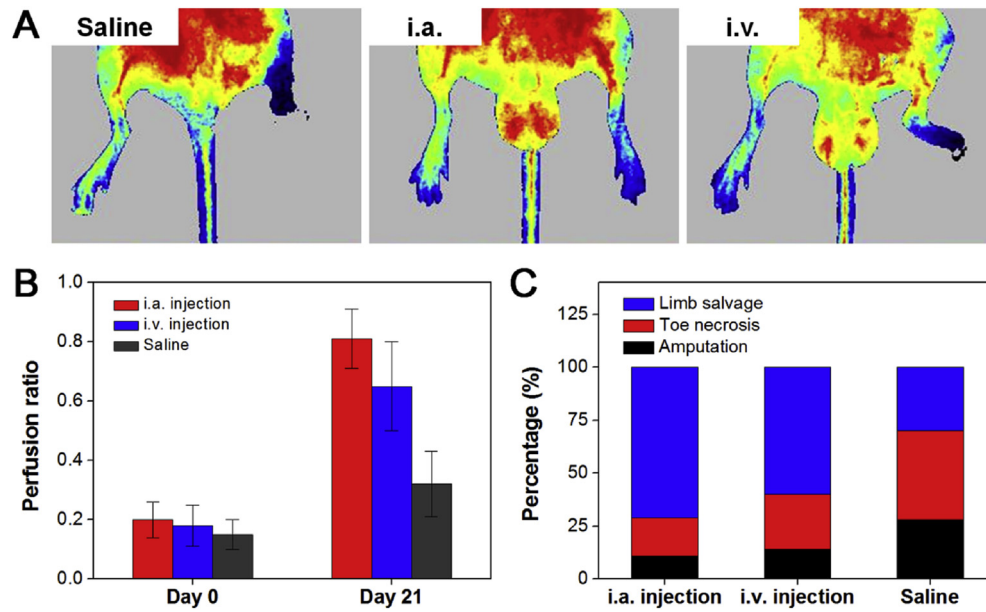 A
Saline
i.a.
i.v.
B
1.0
0.8
0.6
0.4
0.2
0.0
Perfusion ratio
i.a. injection
i.v. injection
Saline
Day 0
Day 21
C
125
100
75
50
25
0
Percentage (%)
Limb salvage
Toe necrosis
Amputation
i.a. injection
i.v. injection
Saline